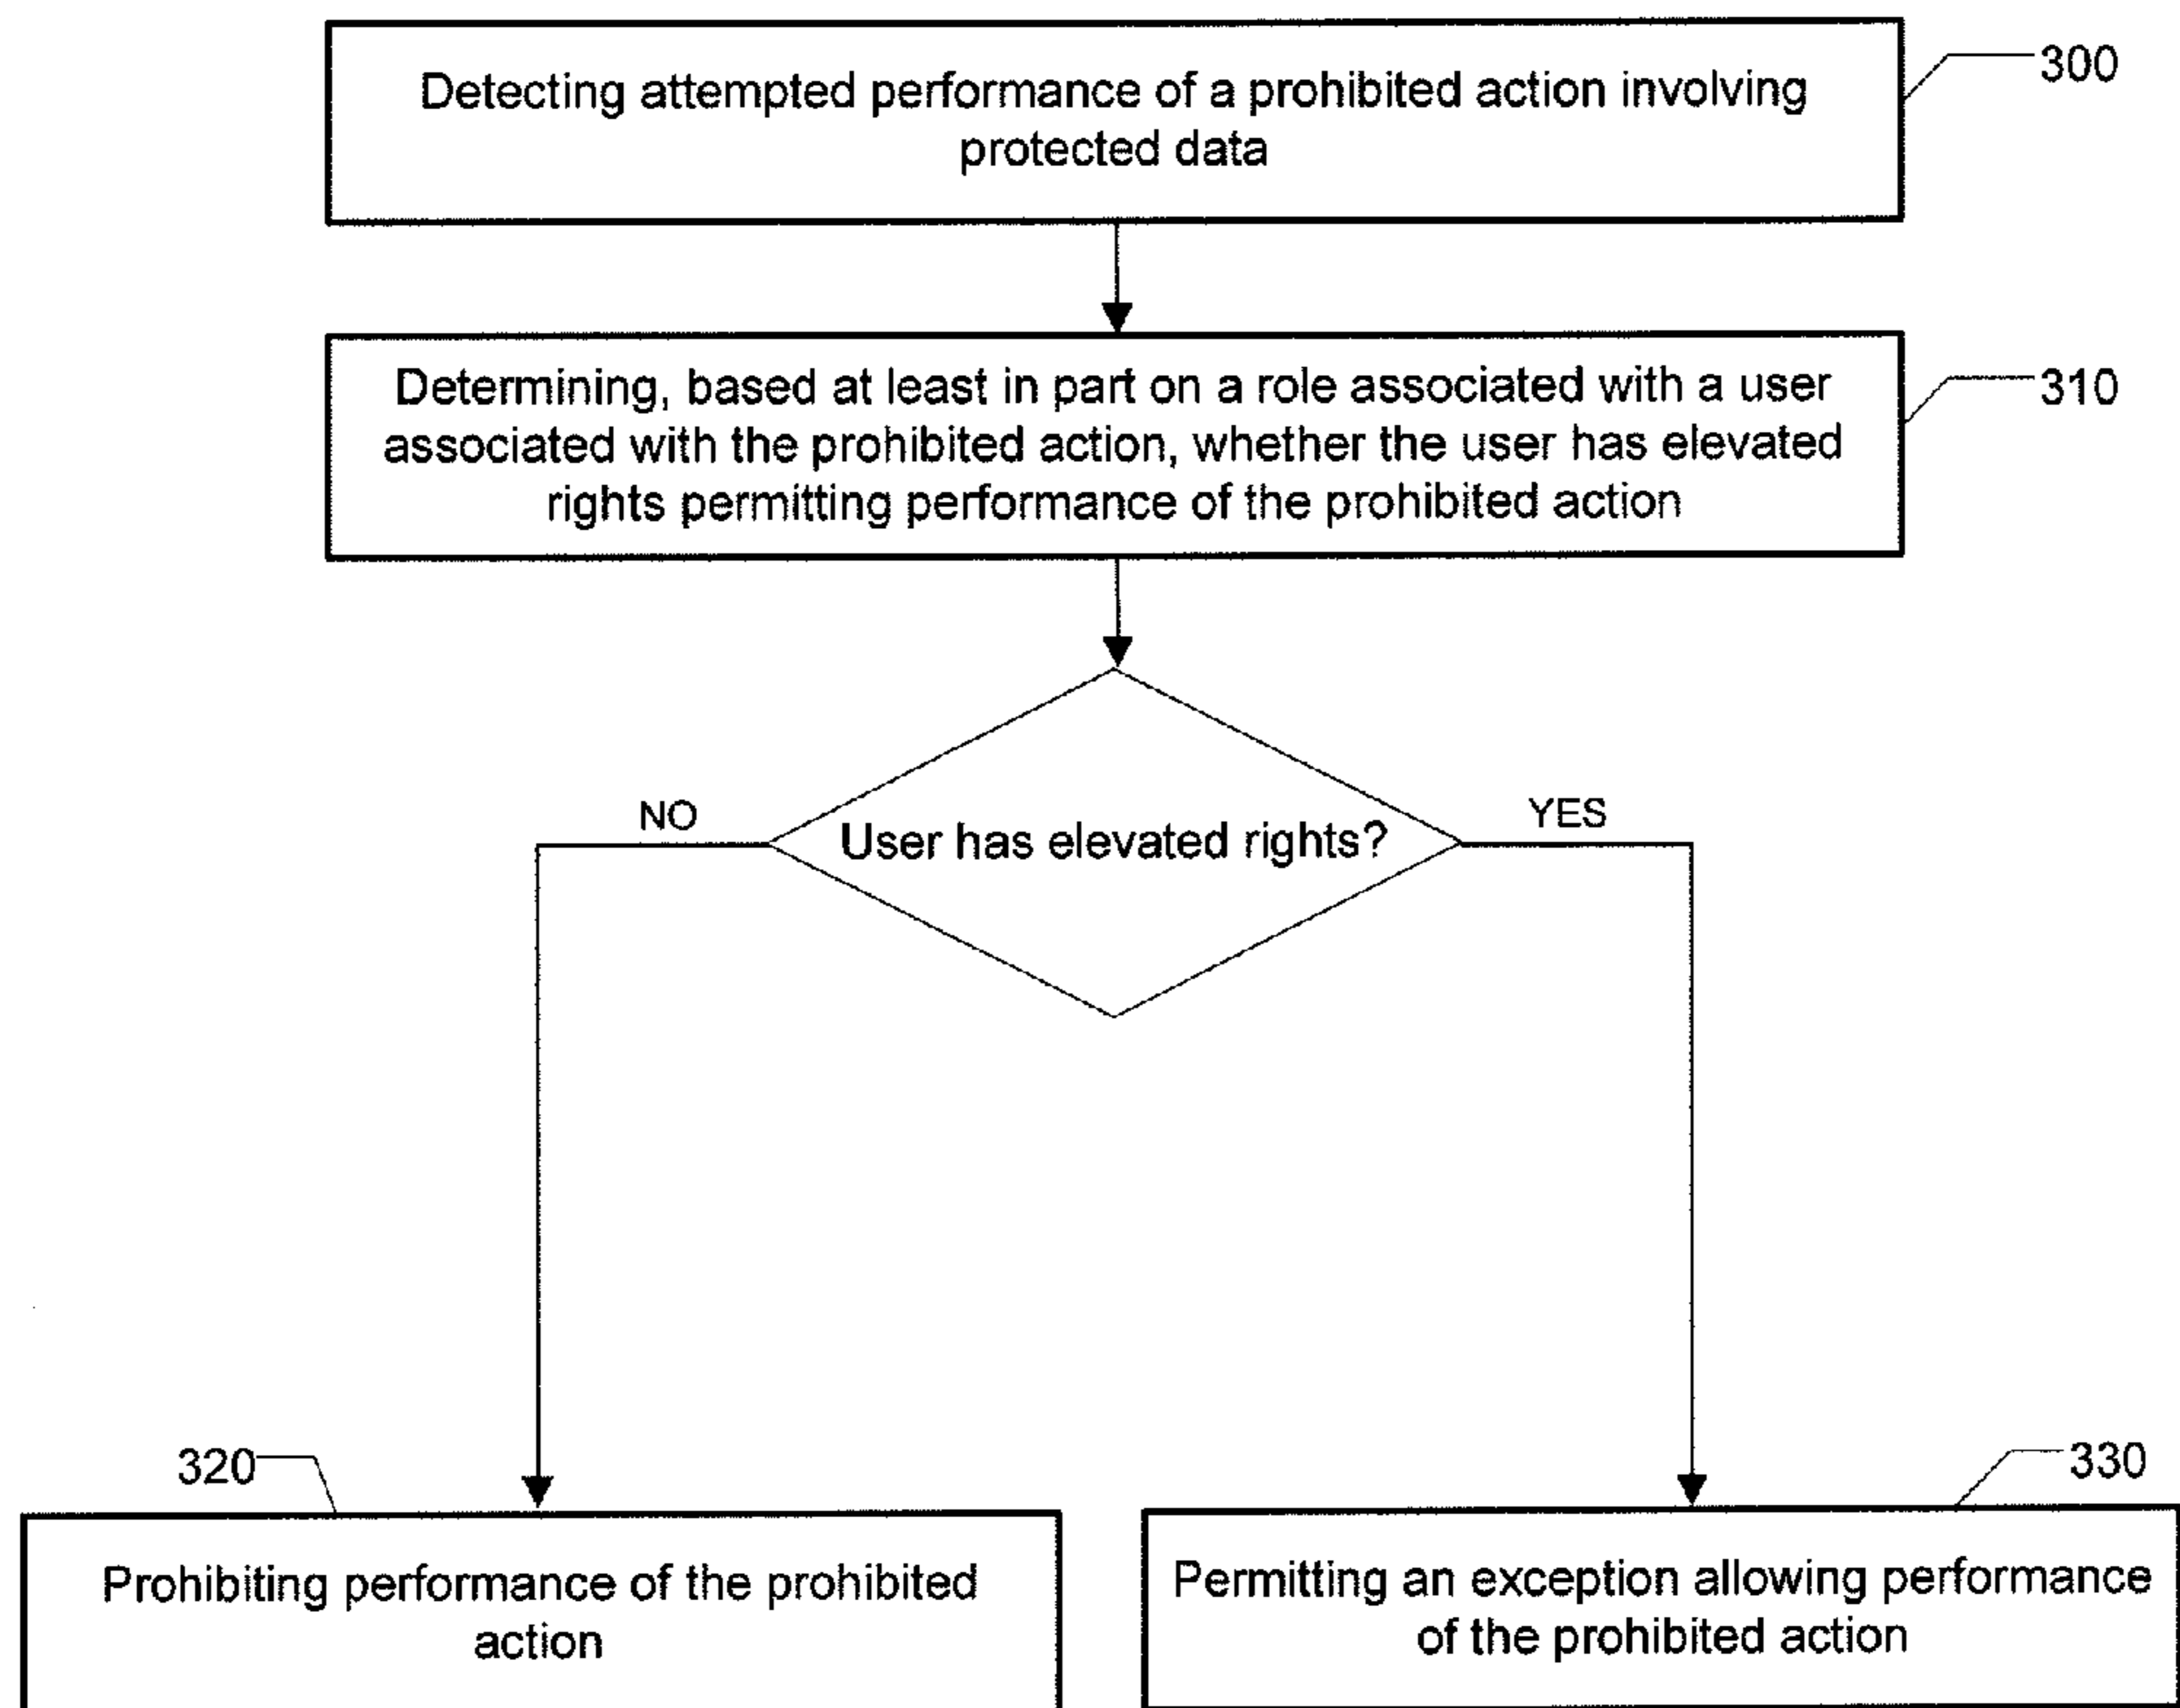 Detecting attempted performance of a prohibited action involving
protected data
300
Determining, based at least in part on a role associated with a user
associated with the prohibited action, whether the user has elevated
rights permitting performance of the prohibited action
310
NO
User has elevated rights?
YES
320
330
Prohibiting performance of the prohibited
action
Permitting an exception allowing performance
of the prohibited action